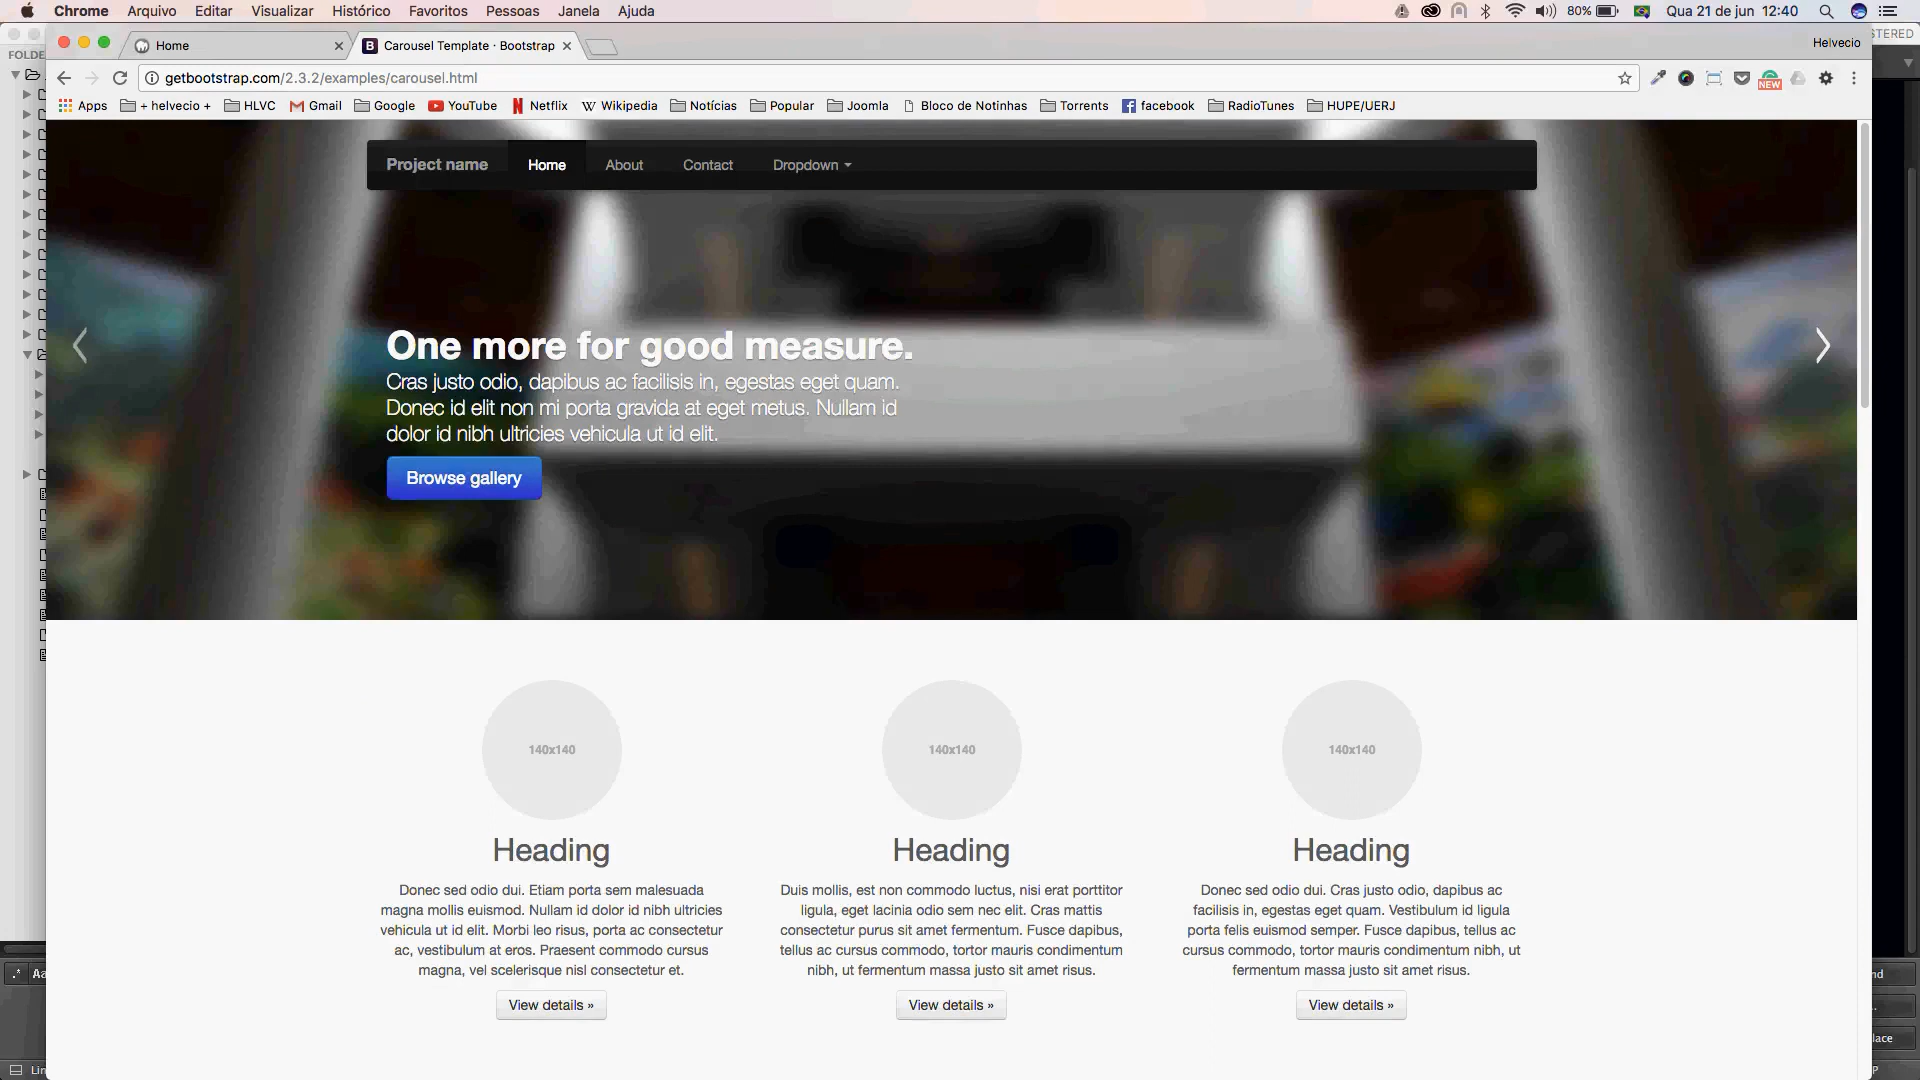 Chrome Arquivo Editar Visualizar Histórico Favoritos Pessoas Janela Ajuda 80% Qua 21 de jun 12:40
Home Carousel Template · Bootstrap Helvecio
STERED
FOLDE
getbootstrap.com/2.3.2/examples/carousel.html
NEW
Apps + helvecio + HLVC Gmail Google YouTube Netflix Wikipedia Notícias Popular Joomla Bloco de Notinhas Torrents facebook RadioTunes HUPE/UERJ
Project name Home About Contact Dropdown
One more for good measure.
Cras justo odio, dapibus ac facilisis in, egestas eget quam.
Donec id elit non mi porta gravida at eget metus. Nullam id
dolor id nibh ultricies vehicula ut id elit.
Browse gallery
140x140 140x140 140x140
Heading
Donec sed odio dui. Etiam porta sem malesuada
magna mollis euismod. Nullam id dolor id nibh ultricies
vehicula ut id elit. Morbi leo risus, porta ac consectetur
ac, vestibulum at eros. Praesent commodo cursus
magna, vel scelerisque nisl consectetur et.
View details »
Heading
Duis mollis, est non commodo luctus, nisi erat porttitor
ligula, eget lacinia odio sem nec elit. Cras mattis
consectetur purus sit amet fermentum. Fusce dapibus,
tellus ac cursus commodo, tortor mauris condimentum
nibh, ut fermentum massa justo sit amet risus.
View details »
Heading
Donec sed odio dui. Cras justo odio, dapibus ac
facilisis in, egestas eget quam. Vestibulum id ligula
porta felis euismod semper. Fusce dapibus, tellus ac
cursus commodo, tortor mauris condimentum nibh, ut
fermentum massa justo sit amet risus.
View details »
.* Aa
nd
lace
Lin